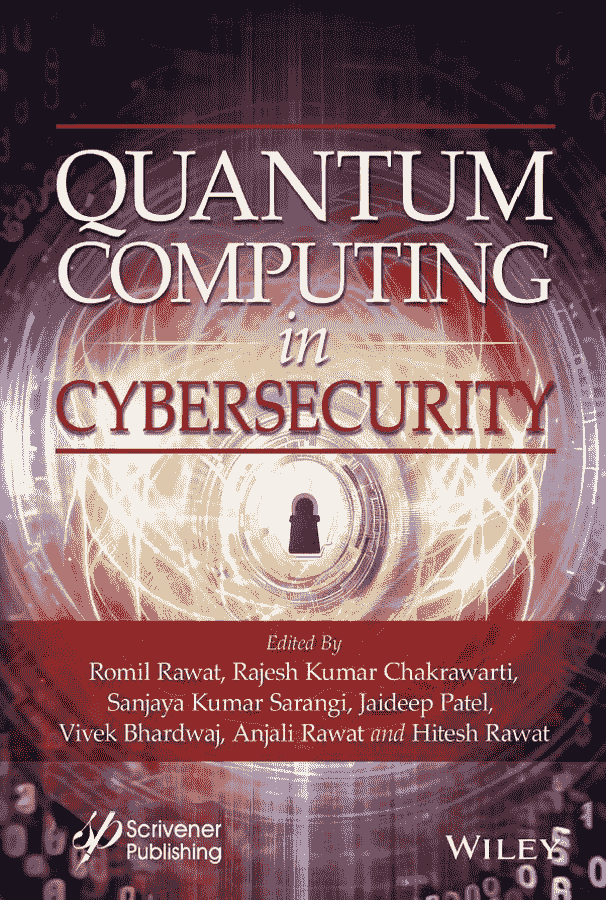 QUANTUM
COMPUTING
in
CYBERSECURITY
Edited By
Romil Rawat, Rajesh Kumar Chakrawarti,
Sanjaya Kumar Sarangi, Jaideep Patel,
Vivek Bhardwaj, Anjali Rawat and Hitesh Rawat
Scrivener
Publishing
WILEY